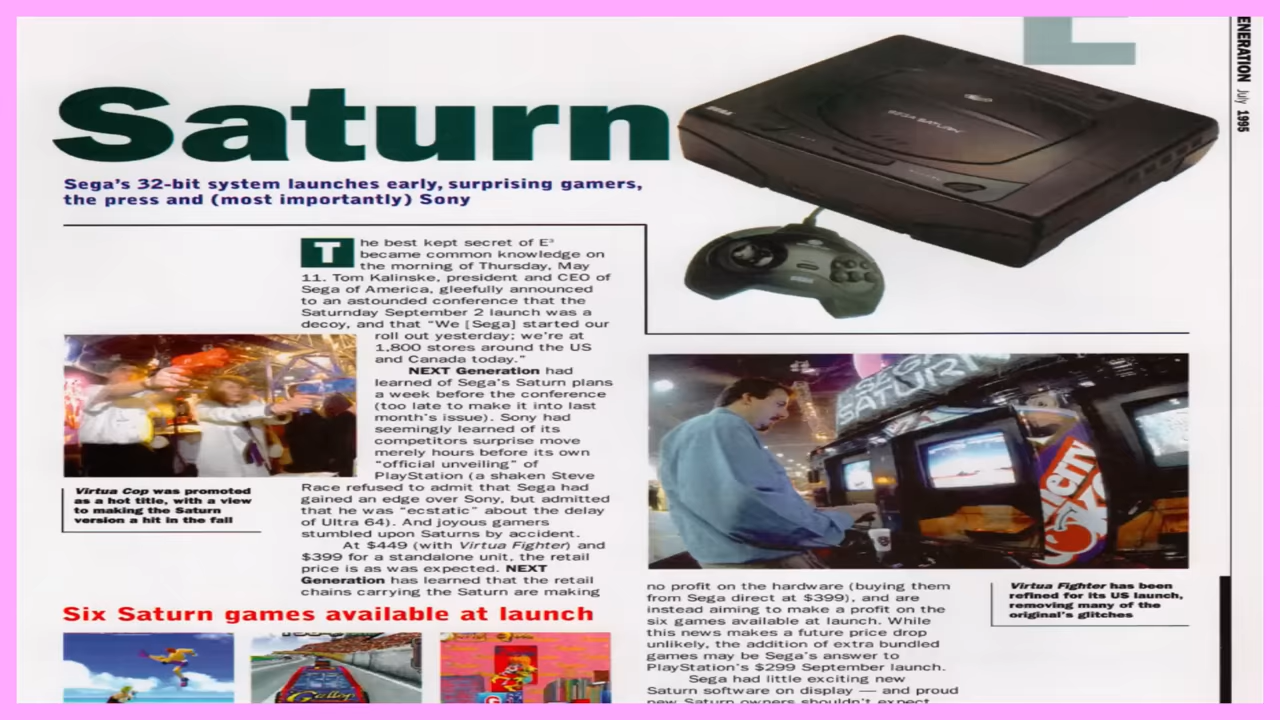 ENERATION July 1995
Saturn
Sega's 32-bit system launches early, surprising gamers,
the press and (most importantly) Sony
SEGA
SEGA SATURN
The best kept secret of E³
became common knowledge on
the morning of Thursday, May
11. Tom Kalinske, president and CEO of
Sega of America, gleefully announced
to an astounded conference that the
Saturnday September 2 launch was a
decoy, and that "We [Sega] started our
roll out yesterday; we're at
1,800 stores around the US
and Canada today."
NEXT Generation had
learned of Sega's Saturn plans
a week before the conference
(too late to make it into last
month's issue). Sony had
seemingly learned of its
competitors surprise move
merely hours before its own
"official unveiling" of
PlayStation (a shaken Steve
Race refused to admit that Sega had
gained an edge over Sony, but admitted
that he was "ecstatic" about the delay
of Ultra 64). And joyous gamers
stumbled upon Saturns by accident.
At $449 (with Virtua Fighter) and
$399 for a standalone unit, the retail
price is as was expected. NEXT
Generation has learned that the retail
chains carrying the Saturn are making
Virtua Cop was promoted
as a hot title, with a view
to making the Saturn
version a hit in the fall
Six Saturn games available at launch
Gallop
SEGA
SATURN
no profit on the hardware (buying them
from Sega direct at $399), and are
instead aiming to make a profit on the
six games available at launch. While
this news makes a future price drop
unlikely, the addition of extra bundled
games may be Sega's answer to
PlayStation's $299 September launch.
Sega had little exciting new
Saturn software on display — and proud
new Saturn owners shouldn't expect
Virtua Fighter has been
refined for its US launch,
removing many of the
original's glitches